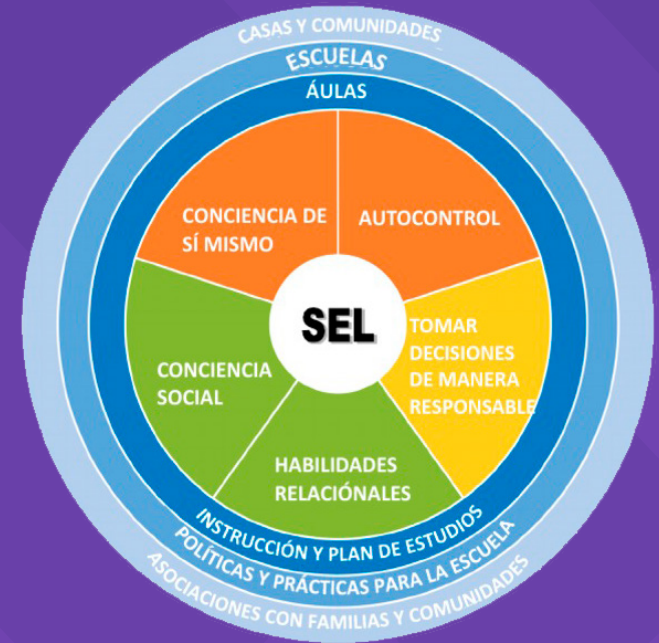 CASAS Y COMUNIDADES
ESCUELAS
ÁULAS
CONCIENCIA DE
SÍ MISMO
AUTOCONTROL
SEL
TOMAR
DECISIONES
DE MANERA
RESPONSABLE
CONCIENCIA
SOCIAL
HABILIDADES
RELACIÓNALES
INSTRUCCIÓN Y PLAN DE ESTUDIOS
POLÍTICAS Y PRÁCTICAS PARA LA ESCUELA
ASOCIACIONES CON FAMILIAS Y COMUNIDADES